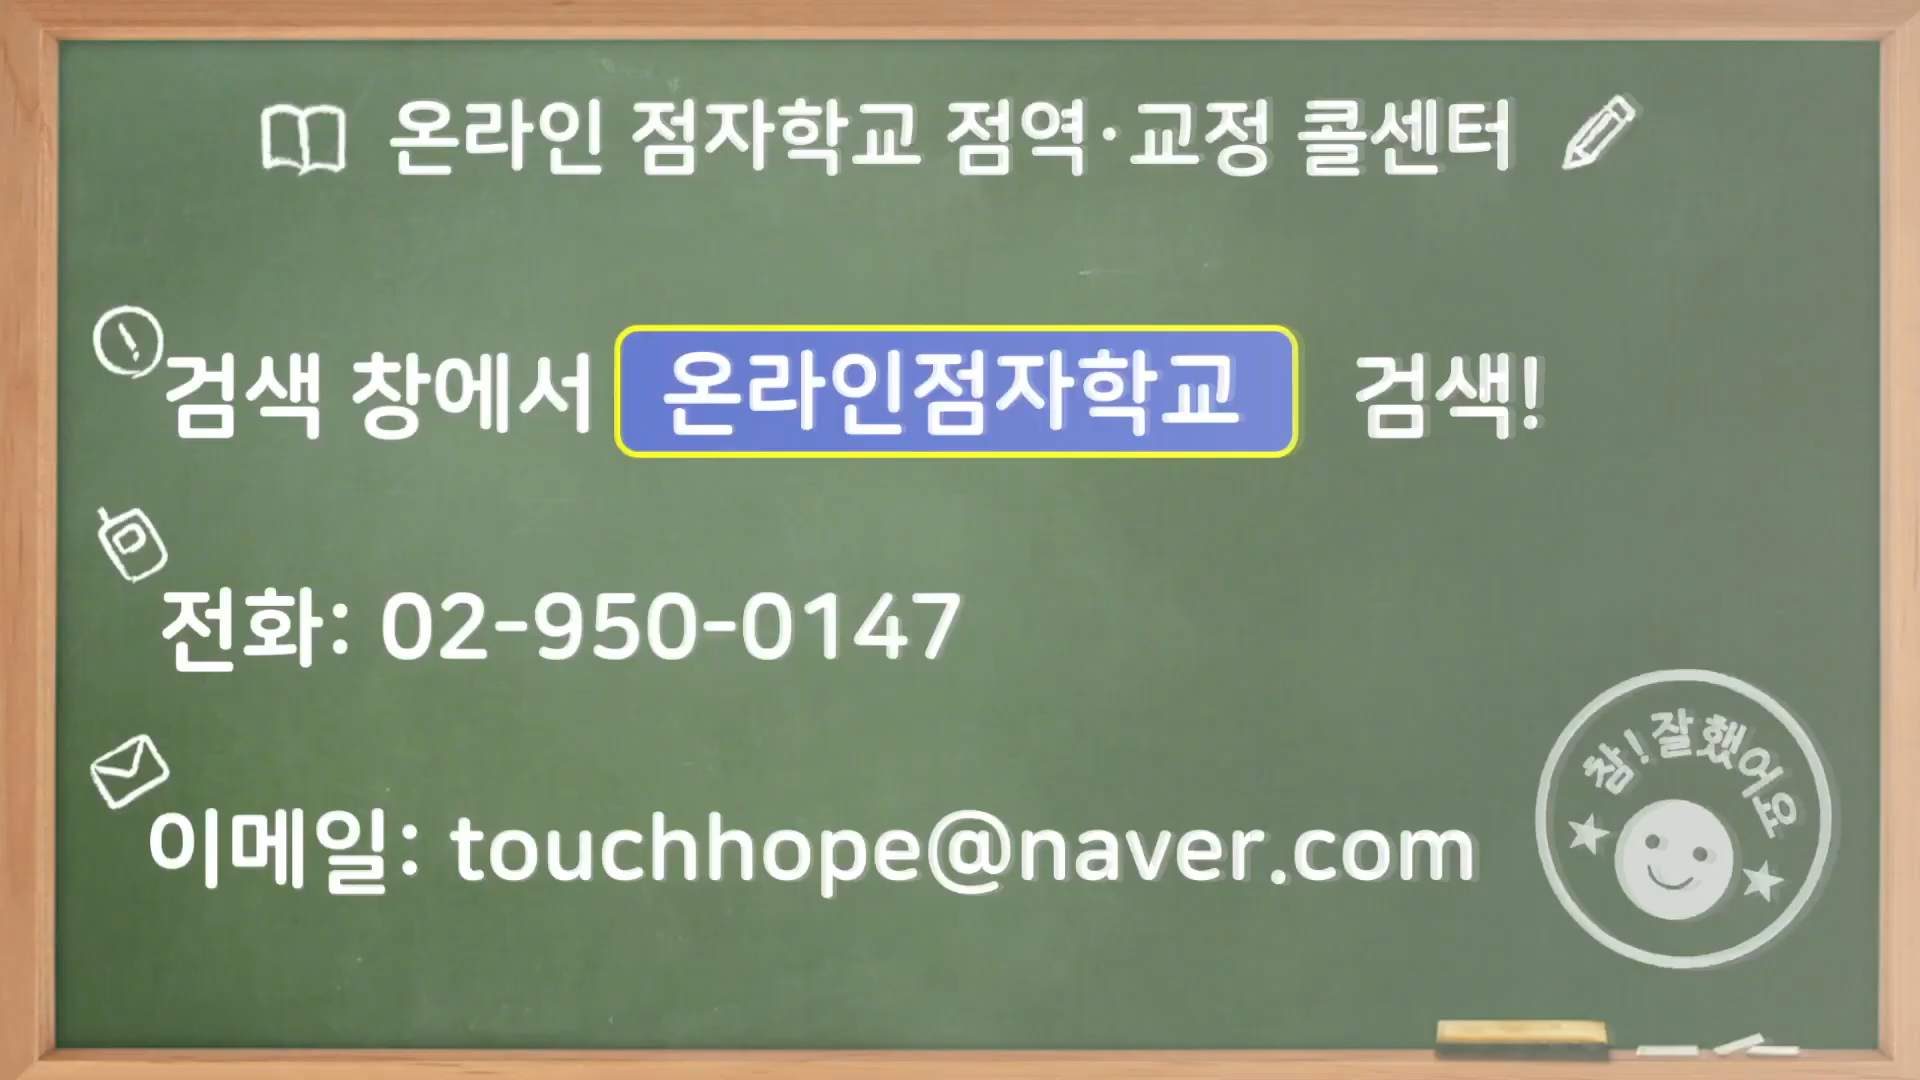 온라인 점자학교 점역·교정 콜센터
검색 창에서 온라인점자학교 검색!
전화: 02-950-0147
이메일: touchhope@naver.com
참! 잘했어요